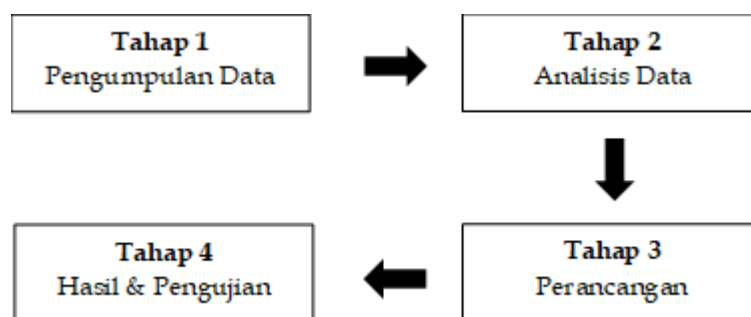 Tahap 1
Pengumpulan Data
Tahap 2
Analisis Data
Tahap 3
Perancangan
Tahap 4
Hasil & Pengujian